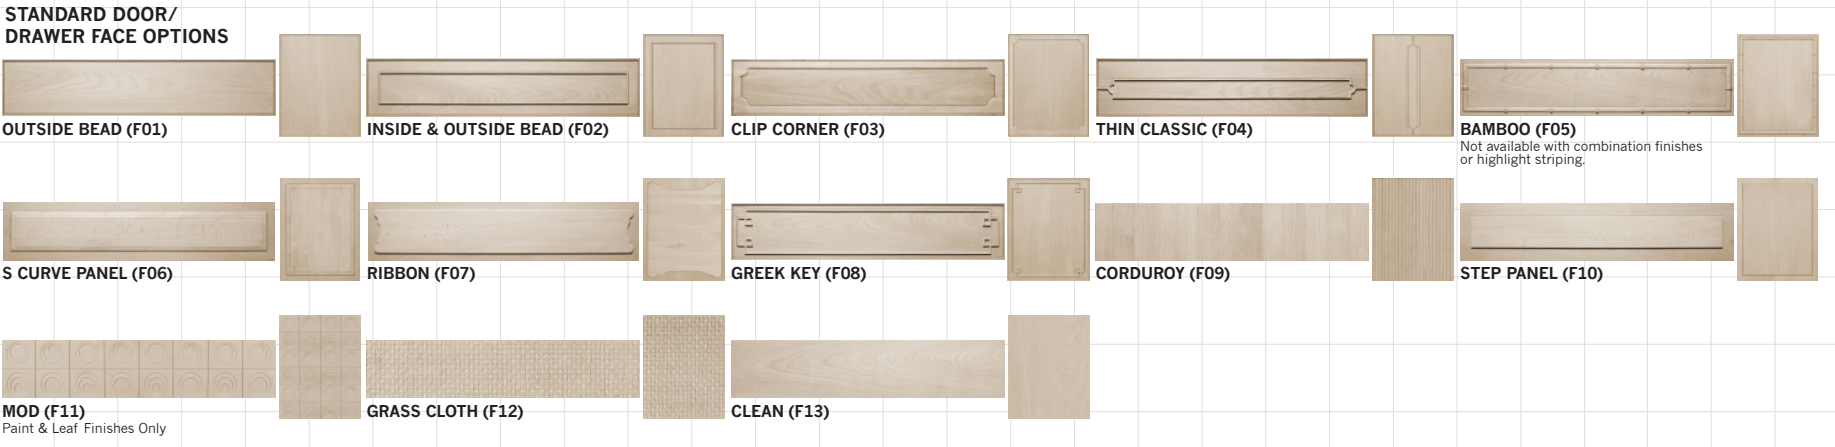 STANDARD DOOR/
DRAWER FACE OPTIONS
OUTSIDE BEAD (F01)
INSIDE & OUTSIDE BEAD (F02)
CLIP CORNER (F03)
THIN CLASSIC (F04)
BAMBOO (F05)
Not available with combination finishes
or highlight striping.
S CURVE PANEL (F06)
RIBBON (F07)
GREEK KEY (F08)
CORDUROY (F09)
STEP PANEL (F10)
MOD (F11)
Paint & Leaf Finishes Only
GRASS CLOTH (F12)
CLEAN (F13)